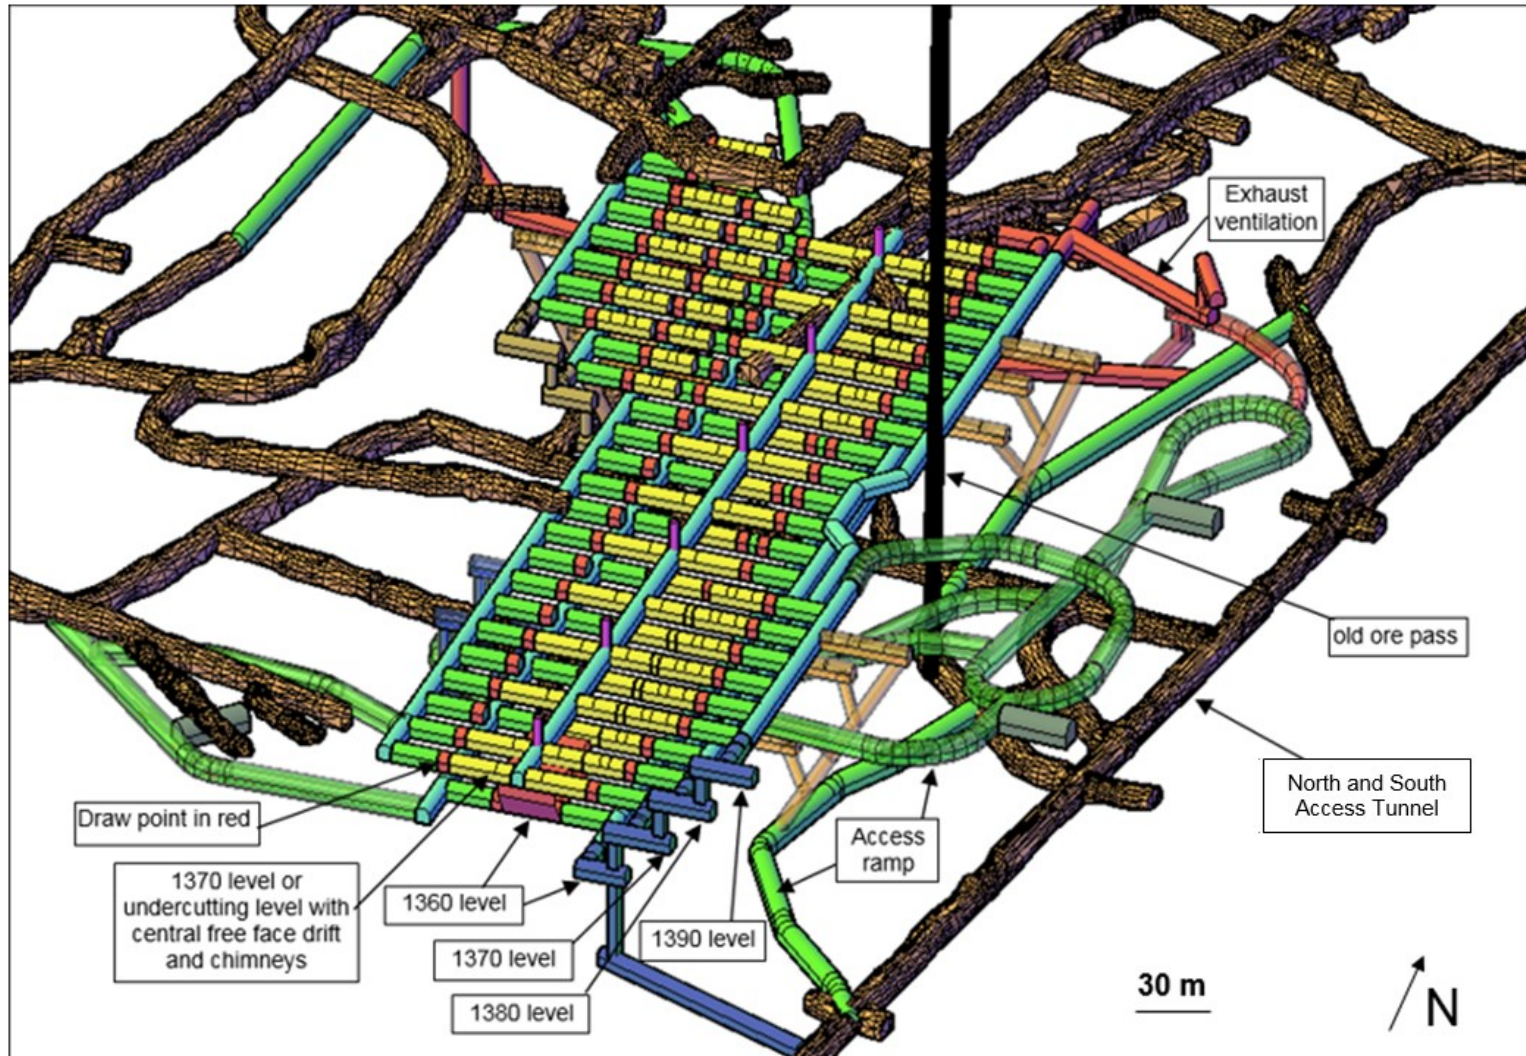 Exhaust
ventilation
old ore pass
North and South
Access Tunnel
Draw point in red
Access
ramp
1370 level or
undercutting level with
central free face drift
and chimneys
1360 level
1390 level
1370 level
1380 level
30 m
N